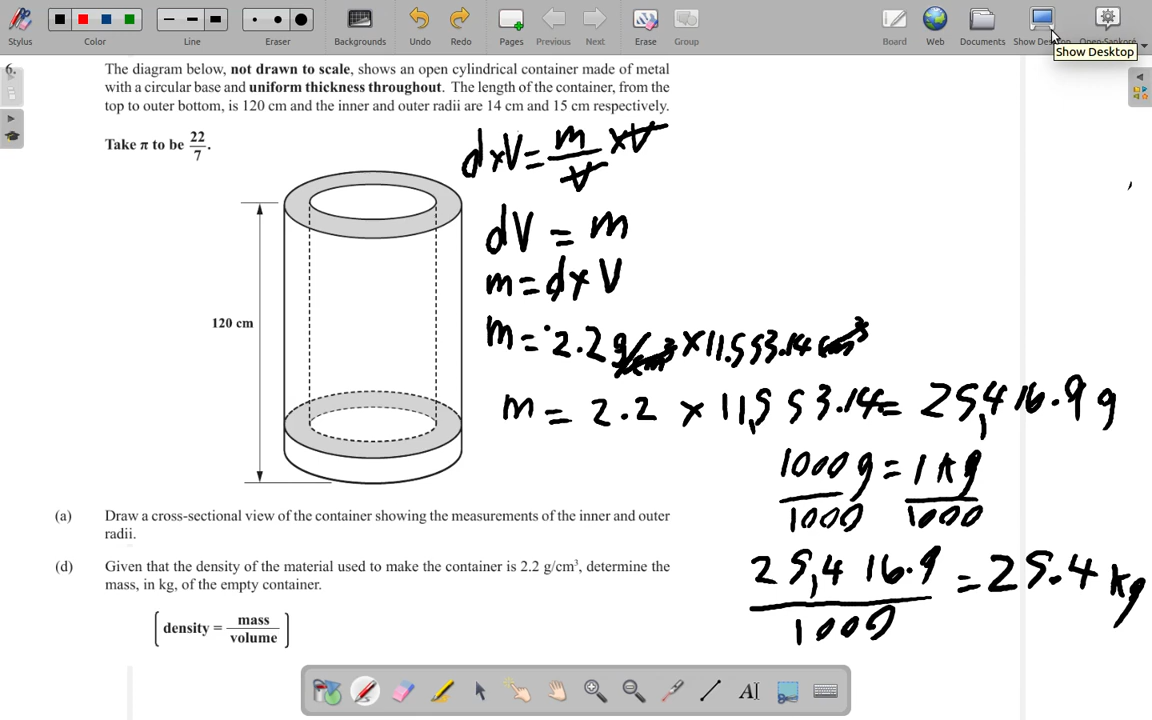 Stylus Color Line Eraser Backgrounds Undo Redo Pages Previous Next Erase Group Board Web Documents Show Desktop Open-Sankoré
Show Desktop
6. The diagram below, not drawn to scale, shows an open cylindrical container made of metal
with a circular base and uniform thickness throughout. The length of the container, from the
top to outer bottom, is 120 cm and the inner and outer radii are 14 cm and 15 cm respectively.
Take π to be 22/7.
120 cm
d×V = m/V ×V
dV = m
m = d × V
m = 2.2 g/cm³ × 11,553.14 cm³
m = 2.2 × 11,553.14 = 25,416.9 g
1000g/1000 = 1kg/1000
25,416.9/1000 = 25.4 kg
(a) Draw a cross-sectional view of the container showing the measurements of the inner and outer
radii.
(d) Given that the density of the material used to make the container is 2.2 g/cm³, determine the
mass, in kg, of the empty container.
[density = mass/volume]